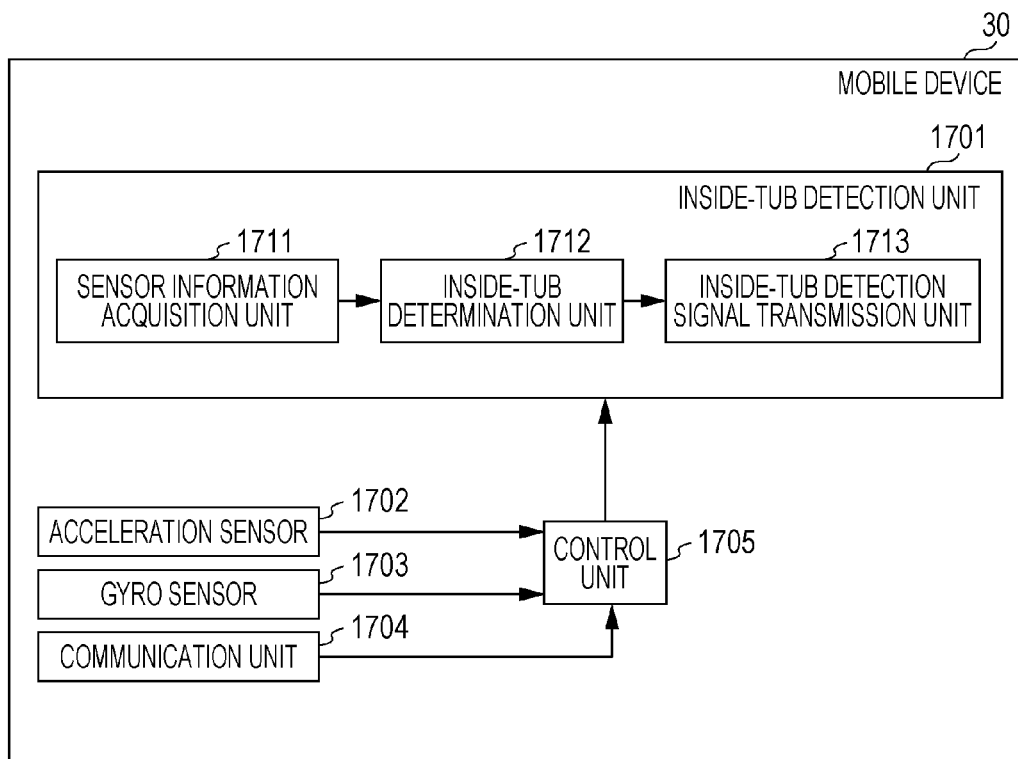 30
MOBILE DEVICE
1701
INSIDE-TUB DETECTION UNIT
1711
SENSOR INFORMATION
ACQUISITION UNIT
1712
INSIDE-TUB
DETERMINATION UNIT
1713
INSIDE-TUB DETECTION
SIGNAL TRANSMISSION UNIT
1702
ACCELERATION SENSOR
1703
GYRO SENSOR
1704
COMMUNICATION UNIT
CONTROL
UNIT
1705